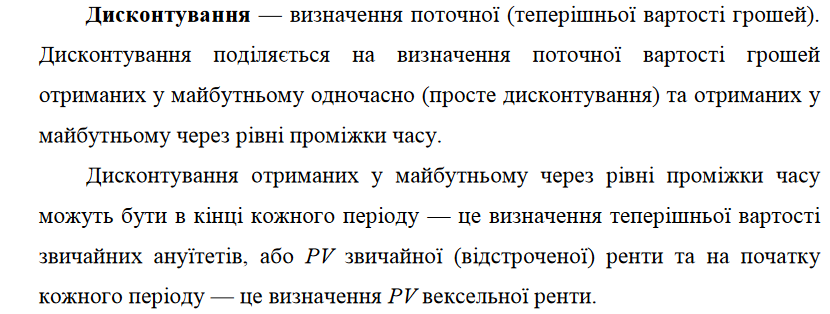 Дисконтування — визначення поточної (теперішньої вартості грошей).
Дисконтування поділяється на визначення поточної вартості грошей
отриманих у майбутньому одночасно (просте дисконтування) та отриманих у
майбутньому через рівні проміжки часу.
Дисконтування отриманих у майбутньому через рівні проміжки часу
можуть бути в кінці кожного періоду — це визначення теперішньої вартості
звичайних ануїтетів, або PV звичайної (відстроченої) ренти та на початку
кожного періоду — це визначення PV вексельної ренти.